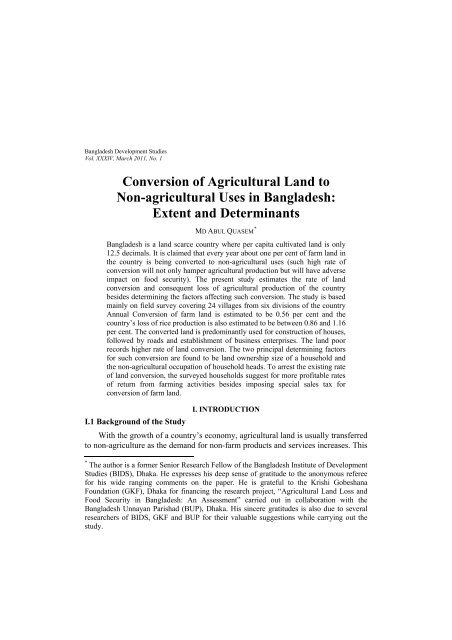 Bangladesh Development Studies
Vol. XXXIV, March 2011, No. 1
Conversion of Agricultural Land to
Non-agricultural Uses in Bangladesh:
Extent and Determinants
MD ABUL QUASEM*
Bangladesh is a land scarce country where per capita cultivated land is only
12.5 decimals. It is claimed that every year about one per cent of farm land in
the country is being converted to non-agricultural uses (such high rate of
conversion will not only hamper agricultural production but will have adverse
impact on food security). The present study estimates the rate of land
conversion and consequent loss of agricultural production of the country
besides determining the factors affecting such conversion. The study is based
mainly on field survey covering 24 villages from six divisions of the country
Annual Conversion of farm land is estimated to be 0.56 per cent and the
country's loss of rice production is also estimated to be between 0.86 and 1.16
per cent. The converted land is predominantly used for construction of houses,
followed by roads and establishment of business enterprises. The land poor
records higher rate of land conversion. The two principal determining factors
for such conversion are found to be land ownership size of a household and
the non-agricultural occupation of household heads. To arrest the existing rate
of land conversion, the surveyed households suggest for more profitable rates
of return from farming activities besides imposing special sales tax for
conversion of farm land.
I. INTRODUCTION
I.1 Background of the Study
With the growth of a country's economy, agricultural land is usually transferred
to non-agriculture as the demand for non-farm products and services increases. This
* The author is a former Senior Research Fellow of the Bangladesh Institute of Development
Studies (BIDS), Dhaka. He expresses his deep sense of gratitude to the anonymous referee
for his wide ranging comments on the paper. He is grateful to the Krishi Gobeshana
Foundation (GKF), Dhaka for financing the research project, "Agricultural Land Loss and
Food Security in Bangladesh: An Assessment" carried out in collaboration with the
Bangladesh Unnayan Parishad (BUP), Dhaka. His sincere gratitudes is also due to several
researchers of BIDS, GKF and BUP for their valuable suggestions while carrying out the
study.